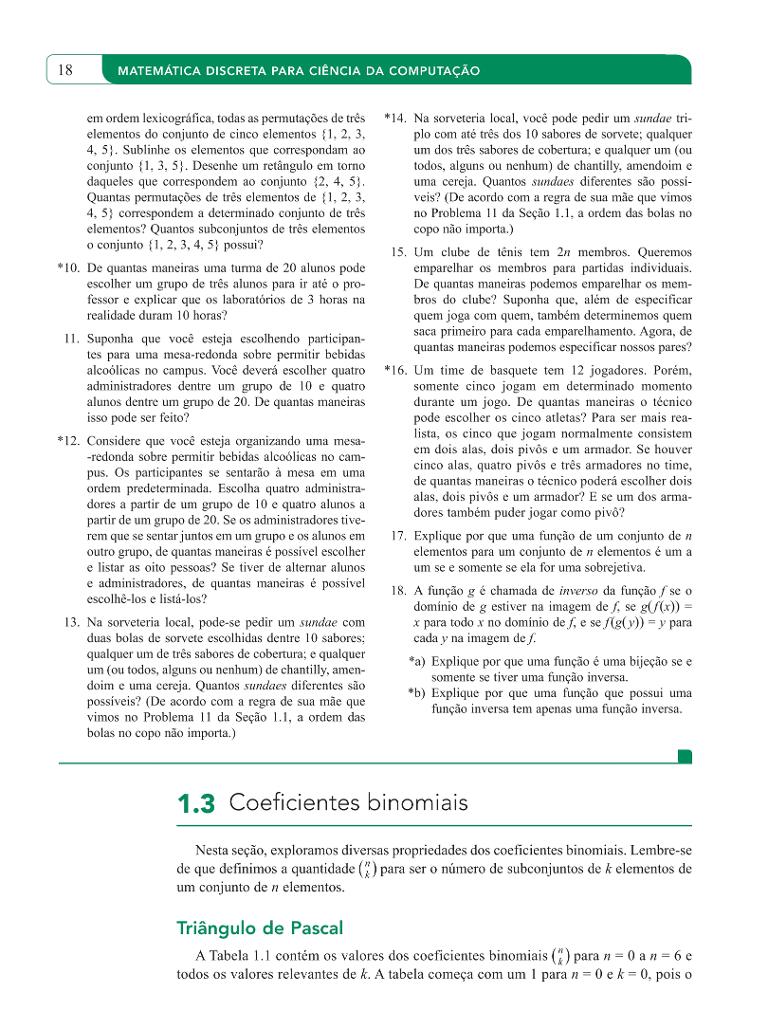 18
MATEMÁTICA DISCRETA PARA CIÊNCIA DA COMPUTAÇÃO
em ordem lexicográfica, todas as permutações de três
elementos do conjunto de cinco elementos {1, 2, 3,
4, 5}. Sublinhe os elementos que correspondam ao
conjunto {1, 3, 5}. Desenhe um retângulo em torno
daqueles que correspondem ao conjunto {2, 4, 5}.
Quantas permutações de três elementos de {1, 2, 3,
4, 5} correspondem a determinado conjunto de três
elementos? Quantos subconjuntos de três elementos
o conjunto {1, 2, 3, 4, 5} possui?
*10. De quantas maneiras uma turma de 20 alunos pode
escolher um grupo de três alunos para ir até o pro-
fessor e explicar que os laboratórios de 3 horas na
realidade duram 10 horas?
11. Suponha que você esteja escolhendo participan-
tes para uma mesa-redonda sobre permitir bebidas
alcoólicas no campus. Você deverá escolher quatro
administradores dentre um grupo de 10 e quatro
alunos dentre um grupo de 20. De quantas maneiras
isso pode ser feito?
*12. Considere que você esteja organizando uma mesa-
-redonda sobre permitir bebidas alcoólicas no cam-
pus. Os participantes se sentarão à mesa em uma
ordem predeterminada. Escolha quatro administra-
dores a partir de um grupo de 10 e quatro alunos a
partir de um grupo de 20. Se os administradores tive-
rem que se sentar juntos em um grupo e os alunos em
outro grupo, de quantas maneiras é possível escolher
e listar as oito pessoas? Se tiver de alternar alunos
e administradores, de quantas maneiras é possível
escolhê-los e listá-los?
13. Na sorveteria local, pode-se pedir um sundae com
duas bolas de sorvete escolhidas dentre 10 sabores;
qualquer um de três sabores de cobertura; e qualquer
um (ou todos, alguns ou nenhum) de chantilly, amen-
doim e uma cereja. Quantos sundaes diferentes são
possíveis? (De acordo com a regra de sua mãe que
vimos no Problema 11 da Seção 1.1, a ordem das
bolas no copo não importa.)
*14. Na sorveteria local, você pode pedir um sundae tri-
plo com até três dos 10 sabores de sorvete; qualquer
um dos três sabores de cobertura; e qualquer um (ou
todos, alguns ou nenhum) de chantilly, amendoim e
uma cereja. Quantos sundaes diferentes são possí-
veis? (De acordo com a regra de sua mãe que vimos
no Problema 11 da Seção 1.1, a ordem das bolas no
copo não importa.)
15. Um clube de tênis tem 2n membros. Queremos
emparelhar os membros para partidas individuais.
De quantas maneiras podemos emparelhar os mem-
bros do clube? Suponha que, além de especificar
quem joga com quem, também determinemos quem
saca primeiro para cada emparelhamento. Agora, de
quantas maneiras podemos especificar nossos pares?
*16. Um time de basquete tem 12 jogadores. Porém,
somente cinco jogam em determinado momento
durante um jogo. De quantas maneiras o técnico
pode escolher os cinco atletas? Para ser mais rea-
lista, os cinco que jogam normalmente consistem
em dois alas, dois pivôs e um armador. Se houver
cinco alas, quatro pivôs e três armadores no time,
de quantas maneiras o técnico poderá escolher dois
alas, dois pivôs e um armador? E se um dos arma-
dores também puder jogar como pivô?
17. Explique por que uma função de um conjunto de n
elementos para um conjunto de n elementos é um a
um se e somente se ela for uma sobrejetiva.
18. A função g é chamada de inverso da função f se o
domínio de g estiver na imagem de f, se g(f(x)) =
x para todo x no domínio de f, e se f(g(y)) = y para
cada y na imagem de f.
*a) Explique por que uma função é uma bijeção se e
somente se tiver uma função inversa.
*b) Explique por que uma função que possui uma
função inversa tem apenas uma função inversa.
1.3 Coeficientes binomiais
Nesta seção, exploramos diversas propriedades dos coeficientes binomiais. Lembre-se
de que definimos a quantidade (n k) para ser o número de subconjuntos de k elementos de
um conjunto de n elementos.
Triângulo de Pascal
A Tabela 1.1 contém os valores dos coeficientes binomiais (n k) para n = 0 a n = 6 e
todos os valores relevantes de k. A tabela começa com um 1 para n = 0 e k = 0, pois o